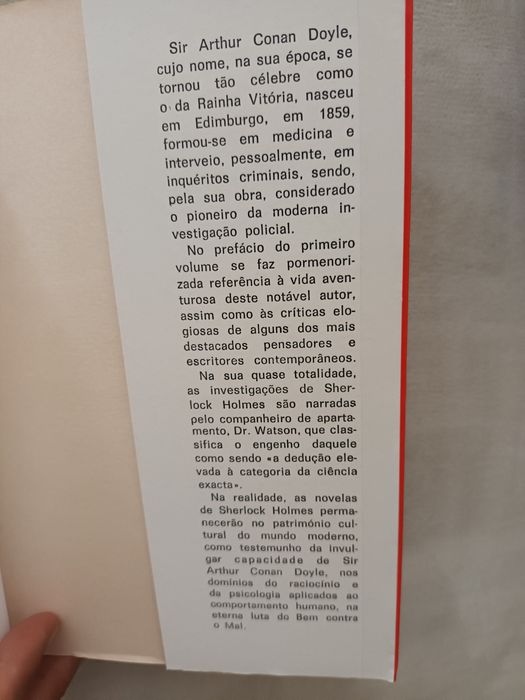 Sir Arthur Conan Doyle,
cujo nome, na sua época, se
tornou tão célebre como
o da Rainha Vitória, nasceu
em Edimburgo, em 1859,
formou-se em medicina e
interveio, pessoalmente, em
inquéritos criminais, sendo,
pela sua obra, considerado
o pioneiro da moderna in-
vestigação policial.
No prefácio do primeiro
volume se faz pormenori-
zada referência à vida aven-
turosa deste notável autor,
assim como às críticas elo-
giosas de alguns dos mais
destacados pensadores e
escritores contemporâneos.
Na sua quase totalidade,
as investigações de Sher-
lock Holmes são narradas
pelo companheiro de aparta-
mento, Dr. Watson, que clas-
sifica o engenho daquele
como sendo «a dedução ele-
vada à categoria da ciência
exacta».
Na realidade, as novelas
de Sherlock Holmes perma-
necerão no património cul-
tural do mundo moderno,
como testemunho da invul-
gar capacidade de Sir
Arthur Conan Doyle, nos
domínios do raciocínio e
da psicologia aplicados ao
comportamento humano, na
eterna luta do Bem contra
o Mal.